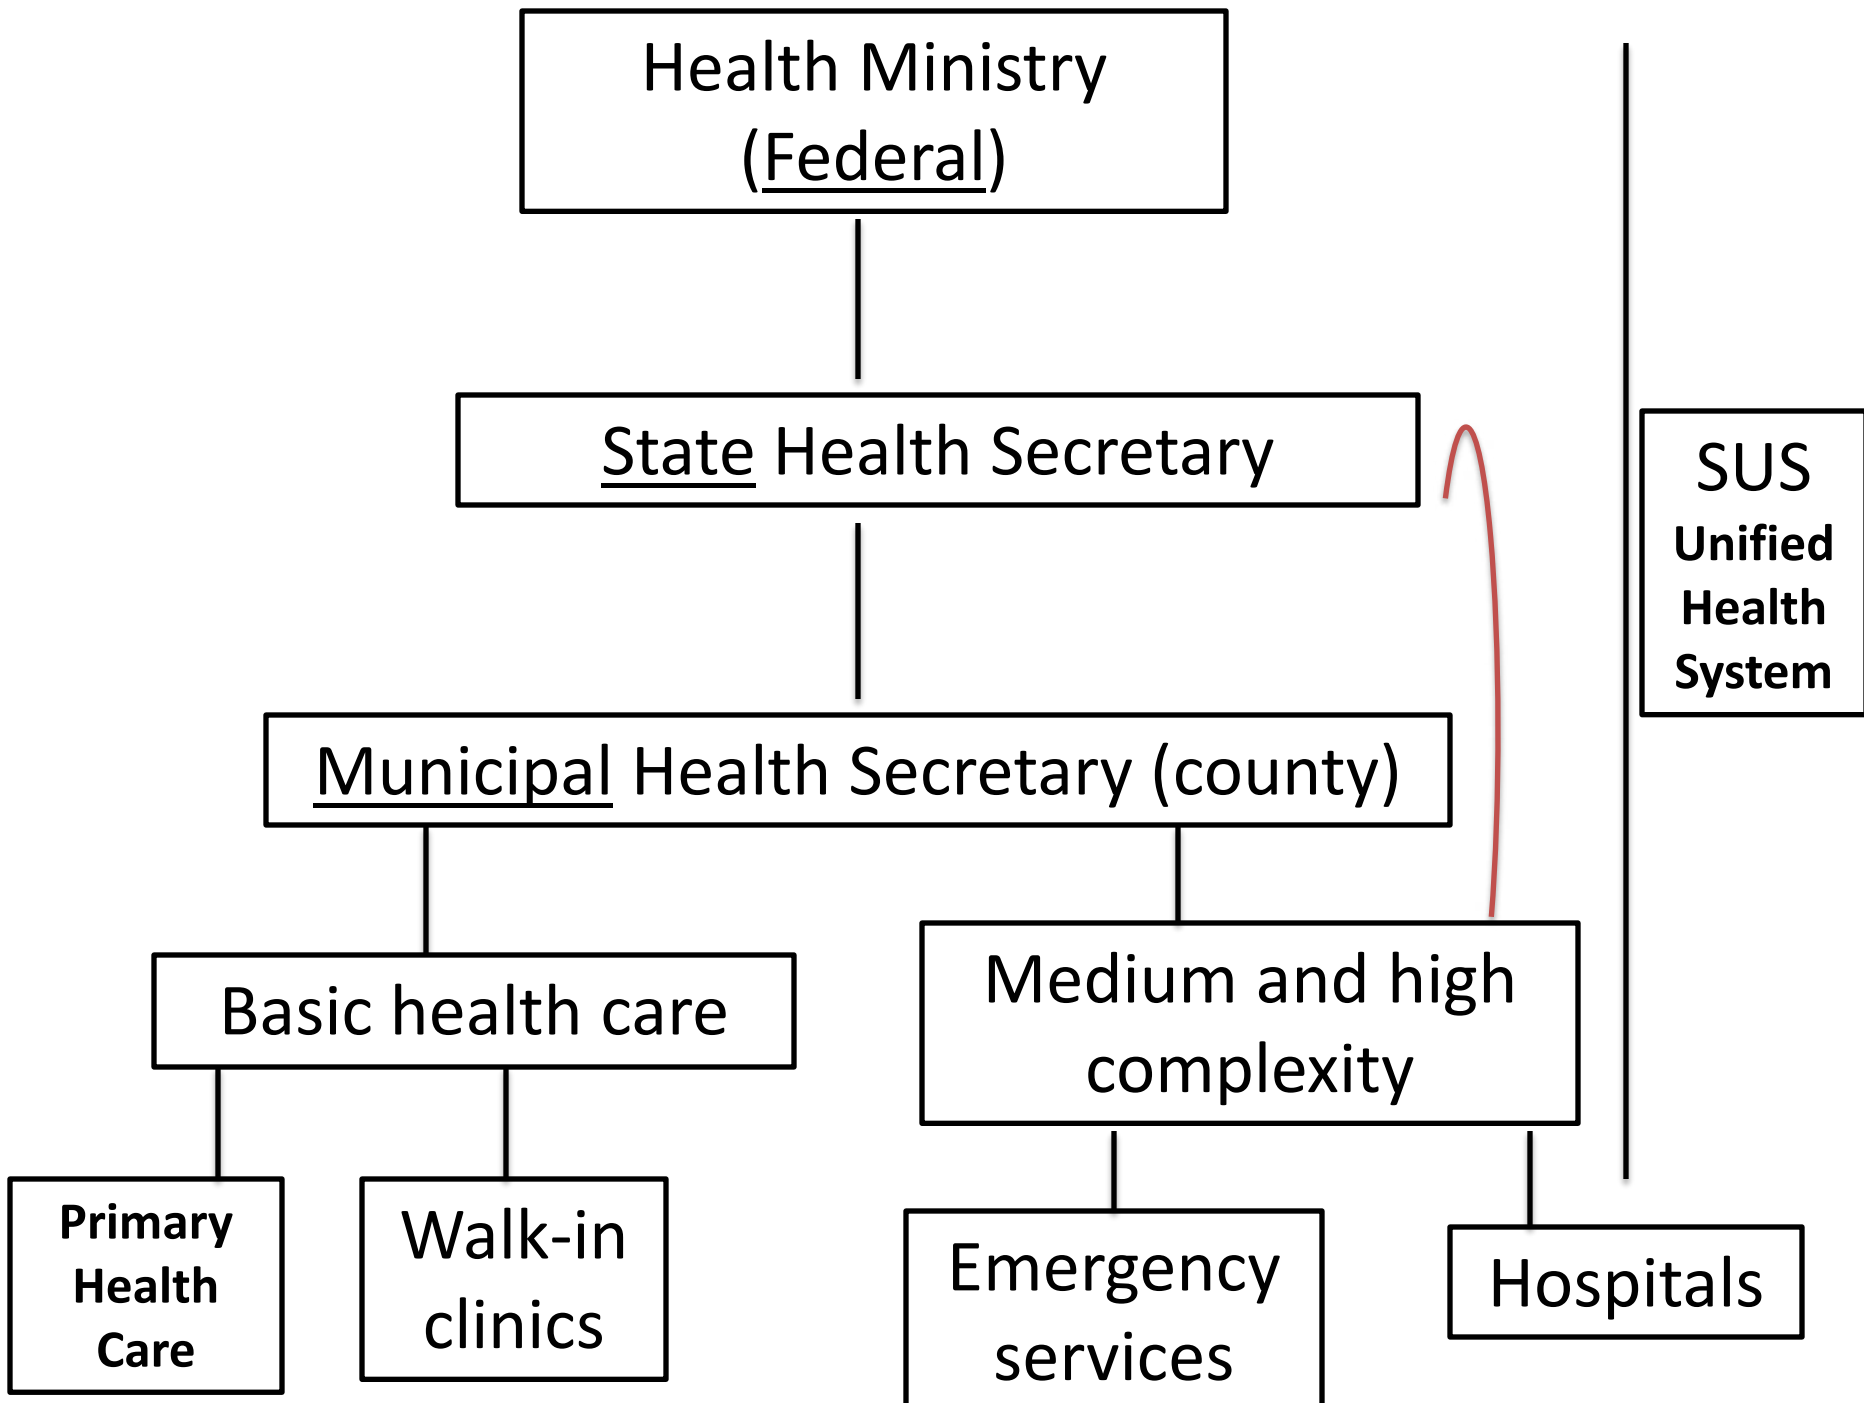 Health Ministry
(Federal)
State Health Secretary
SUS
Unified
Health
System
Municipal Health Secretary (county)
Basic health care
Medium and high
complexity
Primary
Health
Care
Walk-in
clinics
Emergency
services
Hospitals